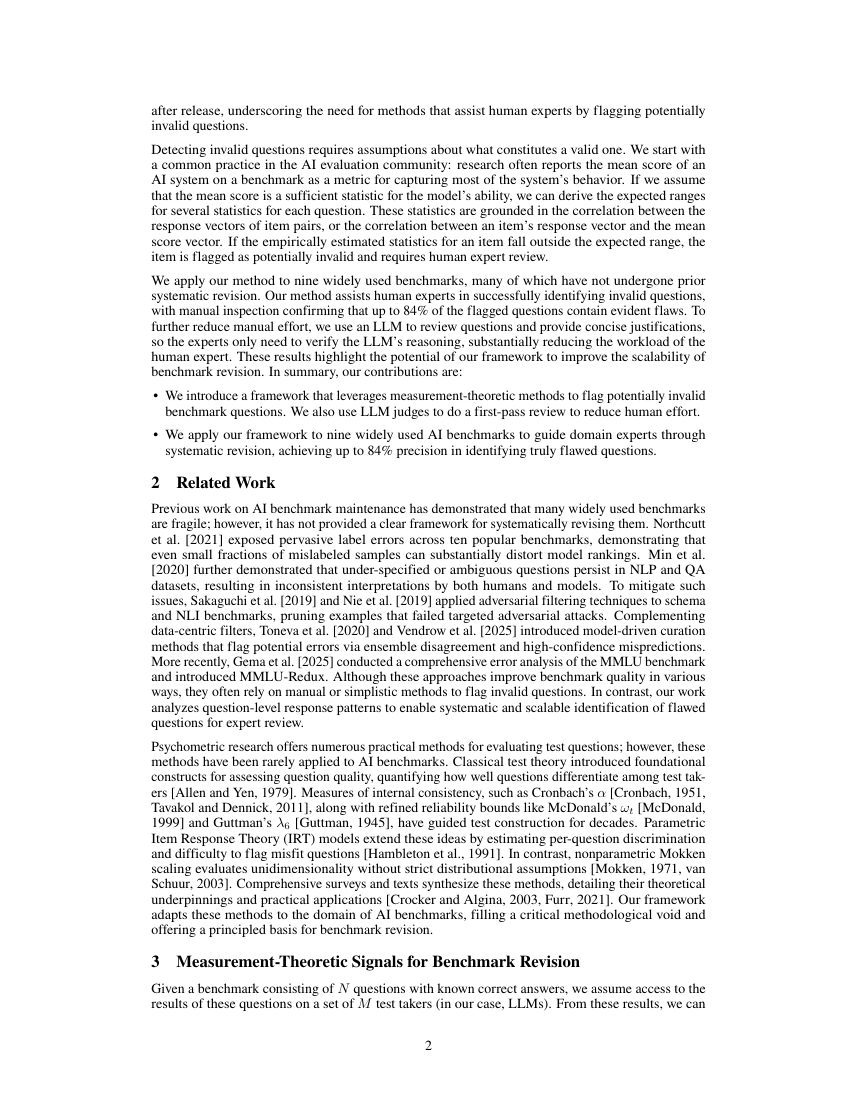 after release, underscoring the need for methods that assist human experts by flagging potentially
invalid questions.
Detecting invalid questions requires assumptions about what constitutes a valid one. We start with
a common practice in the AI evaluation community: research often reports the mean score of an
AI system on a benchmark as a metric for capturing most of the system's behavior. If we assume
that the mean score is a sufficient statistic for the model's ability, we can derive the expected ranges
for several statistics for each question. These statistics are grounded in the correlation between the
response vectors of item pairs, or the correlation between an item's response vector and the mean
score vector. If the empirically estimated statistics for an item fall outside the expected range, the
item is flagged as potentially invalid and requires human expert review.
We apply our method to nine widely used benchmarks, many of which have not undergone prior
systematic revision. Our method assists human experts in successfully identifying invalid questions,
with manual inspection confirming that up to 84% of the flagged questions contain evident flaws. To
further reduce manual effort, we use an LLM to review questions and provide concise justifications,
so the experts only need to verify the LLM's reasoning, substantially reducing the workload of the
human expert. These results highlight the potential of our framework to improve the scalability of
benchmark revision. In summary, our contributions are:
• We introduce a framework that leverages measurement-theoretic methods to flag potentially invalid
benchmark questions. We also use LLM judges to do a first-pass review to reduce human effort.
• We apply our framework to nine widely used AI benchmarks to guide domain experts through
systematic revision, achieving up to 84% precision in identifying truly flawed questions.
2 Related Work
Previous work on AI benchmark maintenance has demonstrated that many widely used benchmarks
are fragile; however, it has not provided a clear framework for systematically revising them. Northcutt
et al. [2021] exposed pervasive label errors across ten popular benchmarks, demonstrating that
even small fractions of mislabeled samples can substantially distort model rankings. Min et al.
[2020] further demonstrated that under-specified or ambiguous questions persist in NLP and QA
datasets, resulting in inconsistent interpretations by both humans and models. To mitigate such
issues, Sakaguchi et al. [2019] and Nie et al. [2019] applied adversarial filtering techniques to schema
and NLI benchmarks, pruning examples that failed targeted adversarial attacks. Complementing
data-centric filters, Toneva et al. [2020] and Vendrow et al. [2025] introduced model-driven curation
methods that flag potential errors via ensemble disagreement and high-confidence mispredictions.
More recently, Gema et al. [2025] conducted a comprehensive error analysis of the MMLU benchmark
and introduced MMLU-Redux. Although these approaches improve benchmark quality in various
ways, they often rely on manual or simplistic methods to flag invalid questions. In contrast, our work
analyzes question-level response patterns to enable systematic and scalable identification of flawed
questions for expert review.
Psychometric research offers numerous practical methods for evaluating test questions; however, these
methods have been rarely applied to AI benchmarks. Classical test theory introduced foundational
constructs for assessing question quality, quantifying how well questions differentiate among test tak-
ers [Allen and Yen, 1979]. Measures of internal consistency, such as Cronbach's α [Cronbach, 1951,
Tavakol and Dennick, 2011], along with refined reliability bounds like McDonald's ωt [McDonald,
1999] and Guttman's λ6 [Guttman, 1945], have guided test construction for decades. Parametric
Item Response Theory (IRT) models extend these ideas by estimating per-question discrimination
and difficulty to flag misfit questions [Hambleton et al., 1991]. In contrast, nonparametric Mokken
scaling evaluates unidimensionality without strict distributional assumptions [Mokken, 1971, van
Schuur, 2003]. Comprehensive surveys and texts synthesize these methods, detailing their theoretical
underpinnings and practical applications [Crocker and Algina, 2003, Furr, 2021]. Our framework
adapts these methods to the domain of AI benchmarks, filling a critical methodological void and
offering a principled basis for benchmark revision.
3 Measurement-Theoretic Signals for Benchmark Revision
Given a benchmark consisting of N questions with known correct answers, we assume access to the
results of these questions on a set of M test takers (in our case, LLMs). From these results, we can
2